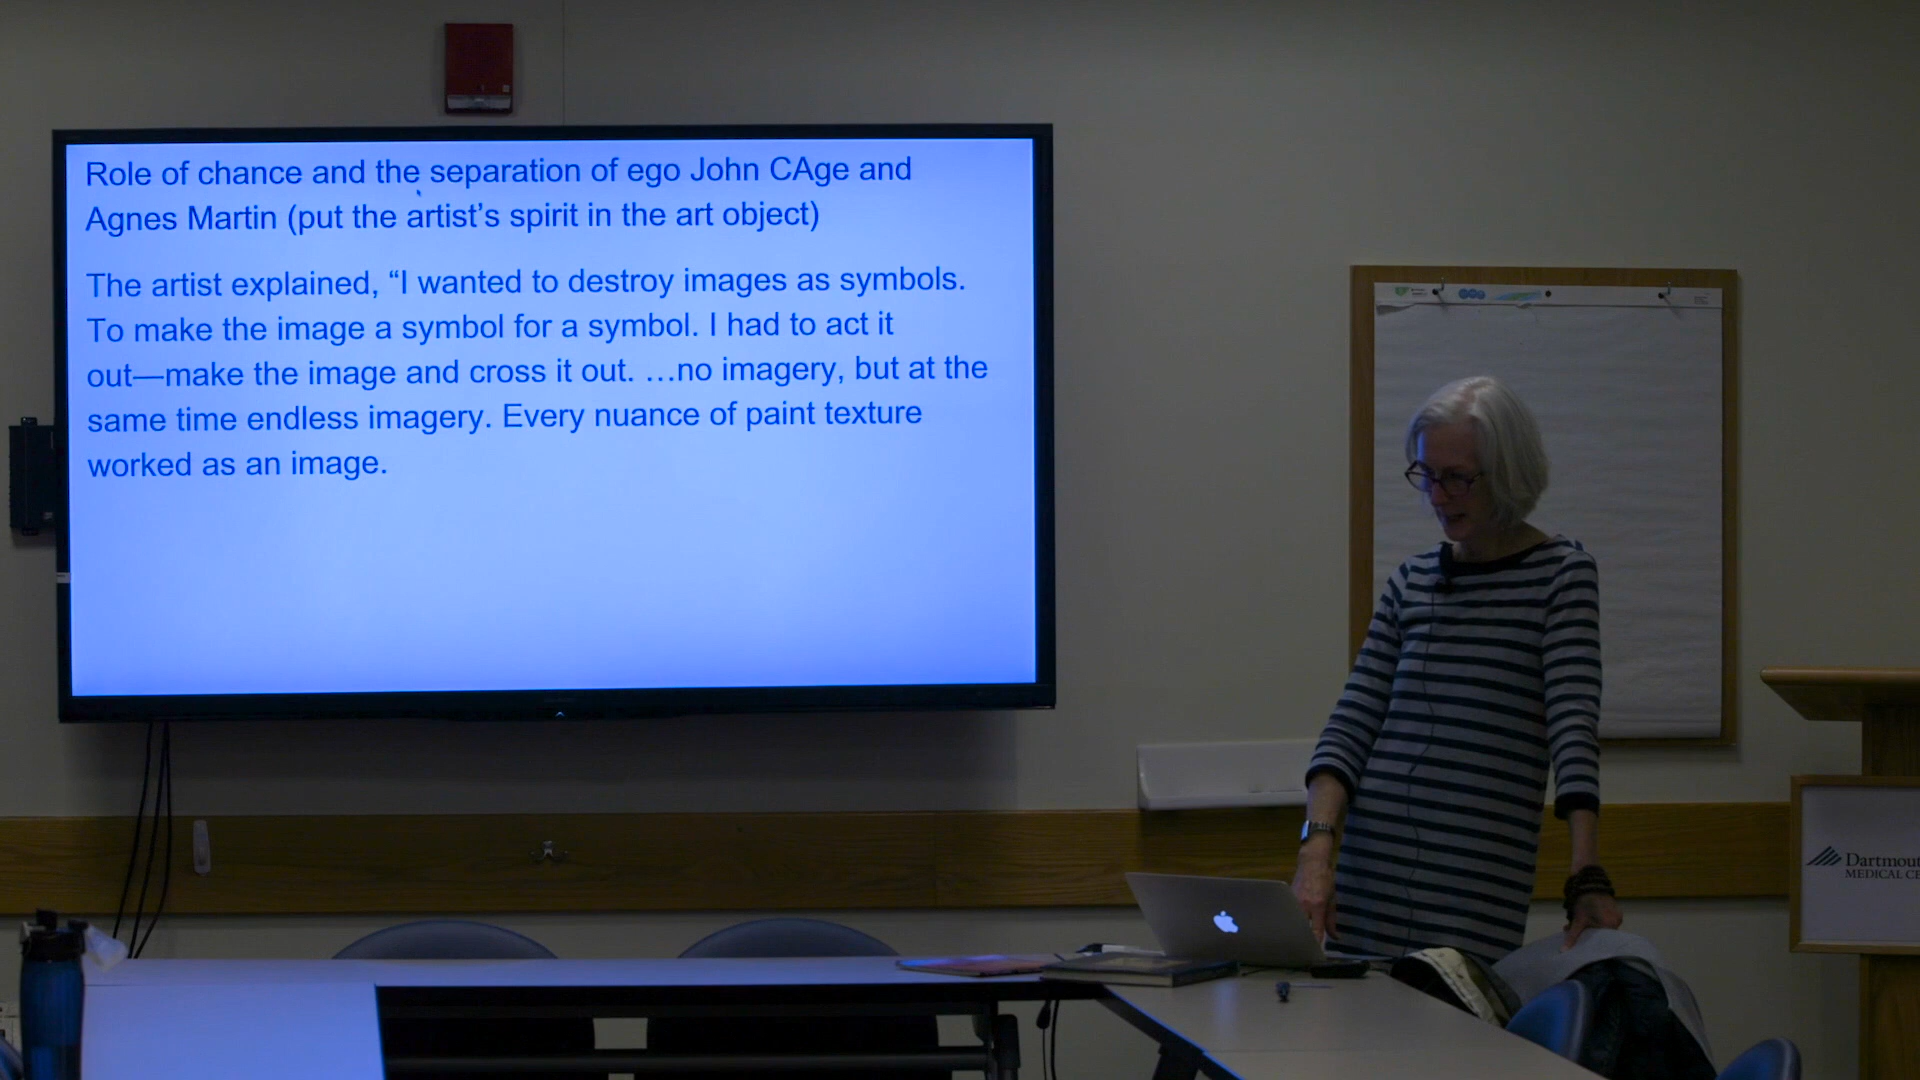 Role of chance and the separation of ego John CAge and
Agnes Martin (put the artist’s spirit in the art object)
The artist explained, “I wanted to destroy images as symbols.
To make the image a symbol for a symbol. I had to act it
out—make the image and cross it out. …no imagery, but at the
same time endless imagery. Every nuance of paint texture
worked as an image.
Dartmou
MEDICAL CE